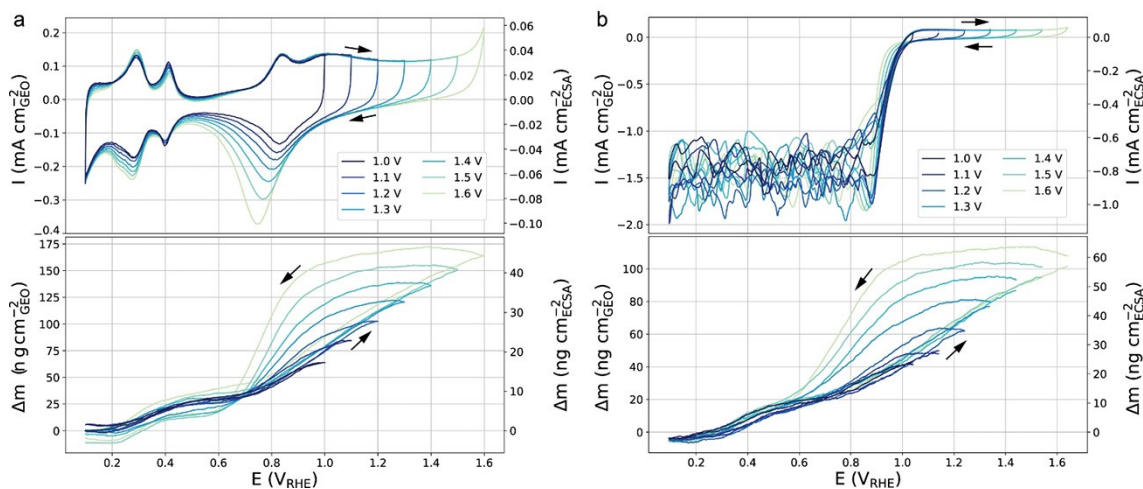 a
b
I (mA cm⁻²GEO)
0.2
0.1
0.0
−0.1
−0.2
−0.3
−0.4
0.06
0.04
0.02
0.00
−0.02
−0.04
−0.06
−0.08
−0.10
I (mA cm⁻²ECSA)
1.0 V
1.1 V
1.2 V
1.3 V
1.4 V
1.5 V
1.6 V
I (mA cm⁻²GEO)
0.0
−0.5
−1.0
−1.5
−2.0
0.0
−0.2
−0.4
−0.6
−0.8
−1.0
I (mA cm⁻²ECSA)
1.0 V
1.1 V
1.2 V
1.3 V
1.4 V
1.5 V
1.6 V
Δm (ng cm⁻²GEO)
175
150
125
100
75
50
25
0
40
30
20
10
0
Δm (ng cm⁻²ECSA)
0.2 0.4 0.6 0.8 1.0 1.2 1.4 1.6
E (VRHE)
Δm (ng cm⁻²GEO)
100
80
60
40
20
0
60
50
40
30
20
10
0
Δm (ng cm⁻²ECSA)
0.2 0.4 0.6 0.8 1.0 1.2 1.4 1.6
E (VRHE)